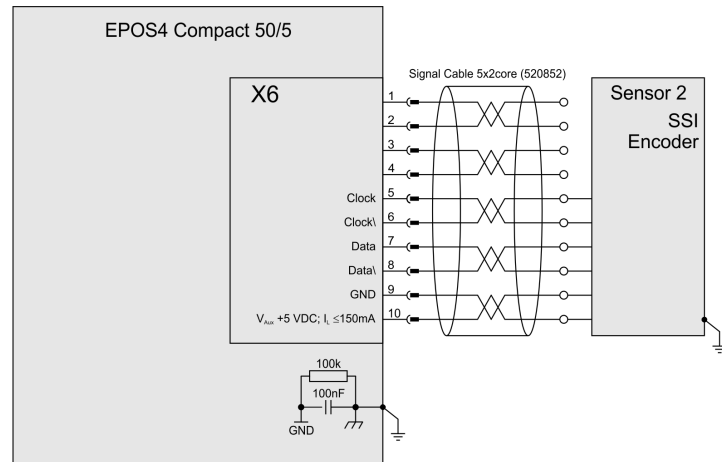 EPOS4 Compact 50/5
Signal Cable 5x2core (520852)
X6
Sensor 2
SSI
Encoder
1
2
3
4
Clock 5
Clock\ 6
Data 7
Data\ 8
GND 9
V_Aux +5 VDC; I_L ≤150mA 10
100k
100nF
GND